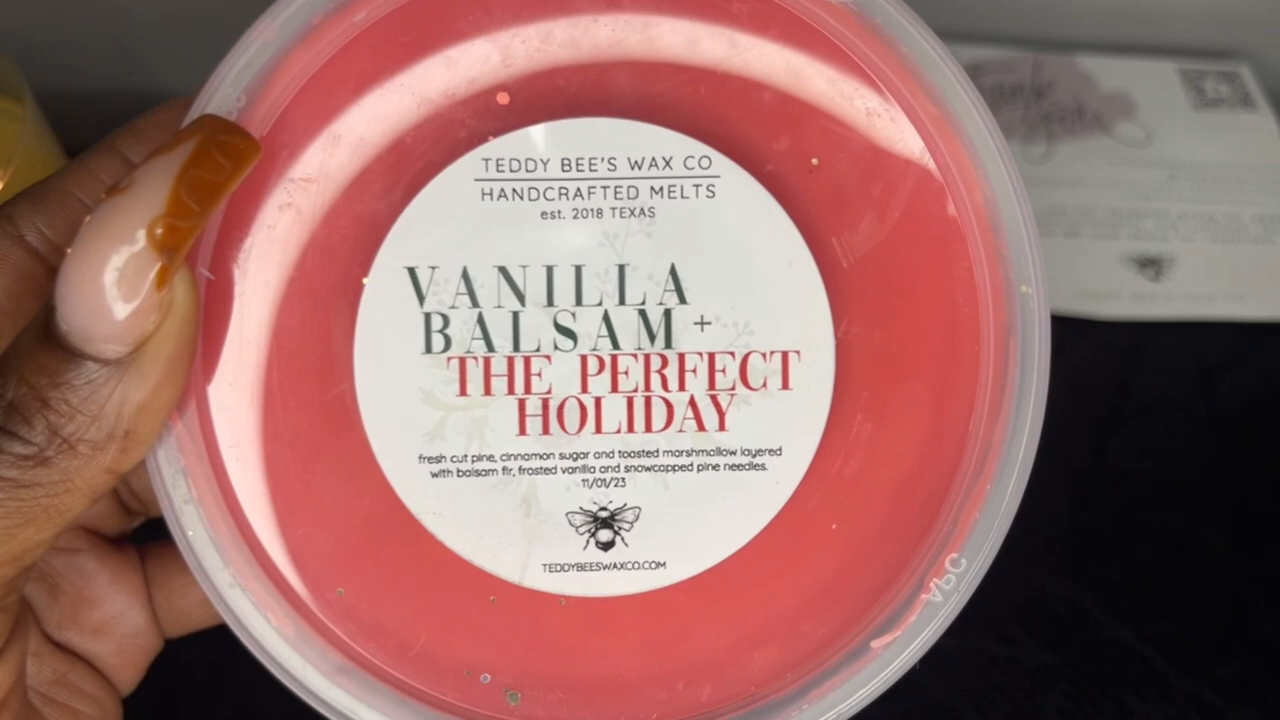 TEDDY BEE'S WAX CO
HANDCRAFTED MELTS
est. 2018 TEXAS
VANILLA
BALSAM +
THE PERFECT
HOLIDAY
fresh cut pine, cinnamon sugar and toasted marshmallow layered
with balsam fir, frosted vanilla and snowcapped pine needles.
11/01/23
TEDDYBEESWAXCO.COM